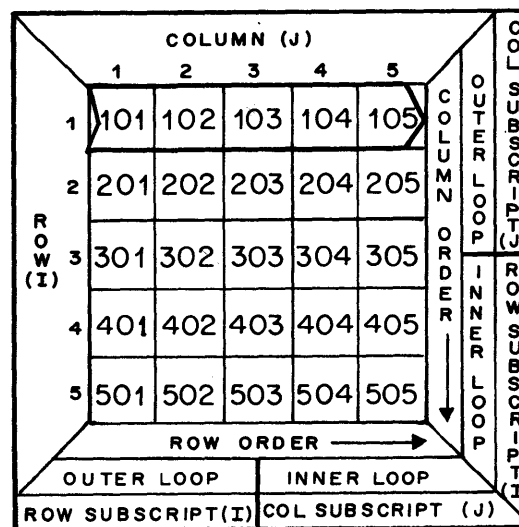 COLUMN (J)
1 2 3 4 5
1 101 102 103 104 105
2 201 202 203 204 205
3 301 302 303 304 305
4 401 402 403 404 405
5 501 502 503 504 505
ROW (I)
COLUMN ORDER
OUTER LOOP
INNER LOOP
COL SUBSCRIPT (J)
ROW SUBSCRIPT (I)
ROW ORDER
OUTER LOOP INNER LOOP
ROW SUBSCRIPT (I) COL SUBSCRIPT (J)